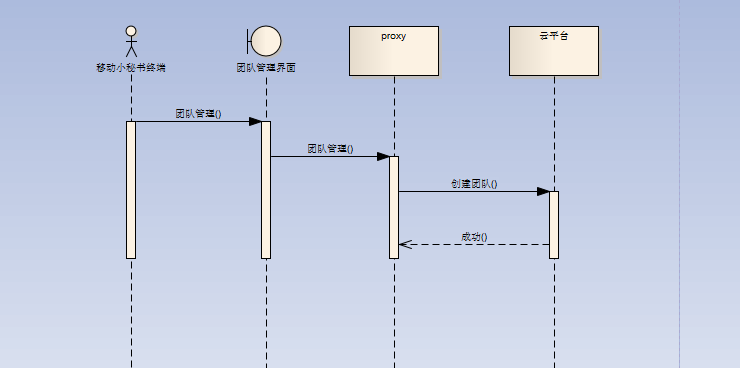 proxy
云平台
移动小秘书终端
团队管理界面
团队管理()
团队管理()
创建团队()
成功()